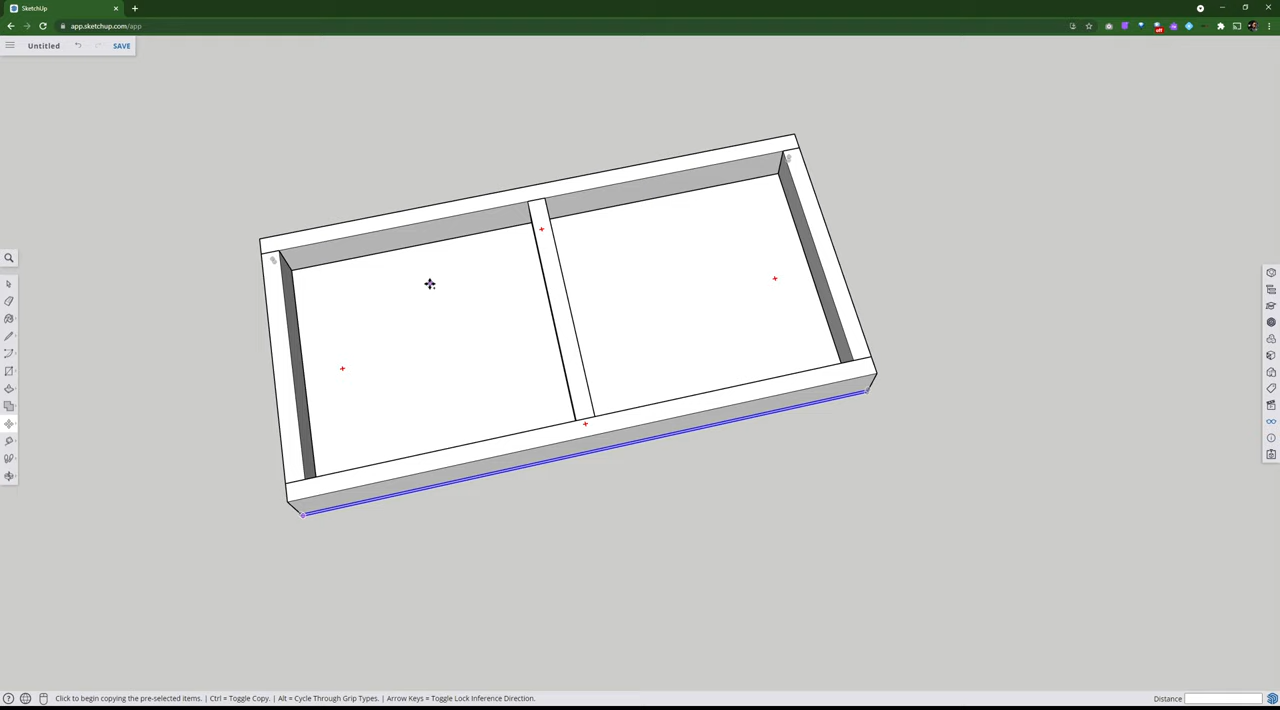 SketchUp
app.sketchup.com/app
off
Untitled
SAVE
Click to begin copying the pre-selected items. | Ctrl = Toggle Copy. | Alt = Cycle Through Grip Types. | Arrow Keys = Toggle Lock Inference Direction.
Distance